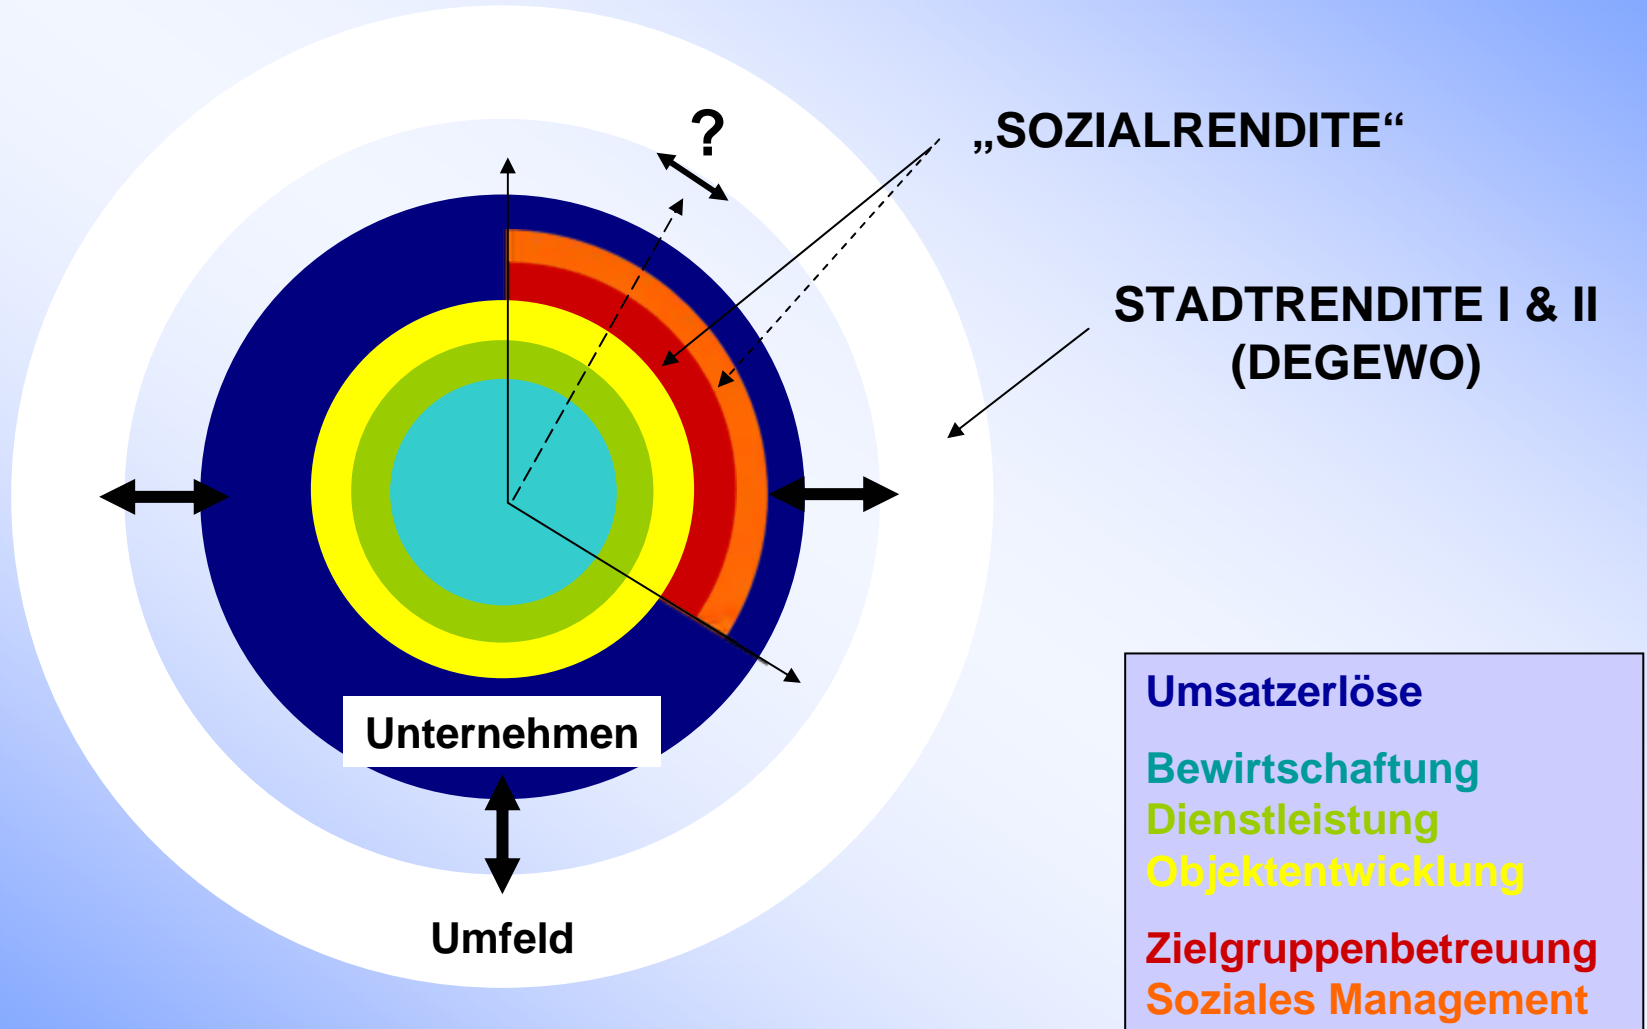 ?
„SOZIALRENDITE“
STADTRENDITE I & II
(DEGEWO)
Unternehmen
Umfeld
Umsatzerlöse
Bewirtschaftung
Dienstleistung
Objektentwicklung
Zielgruppenbetreuung
Soziales Management